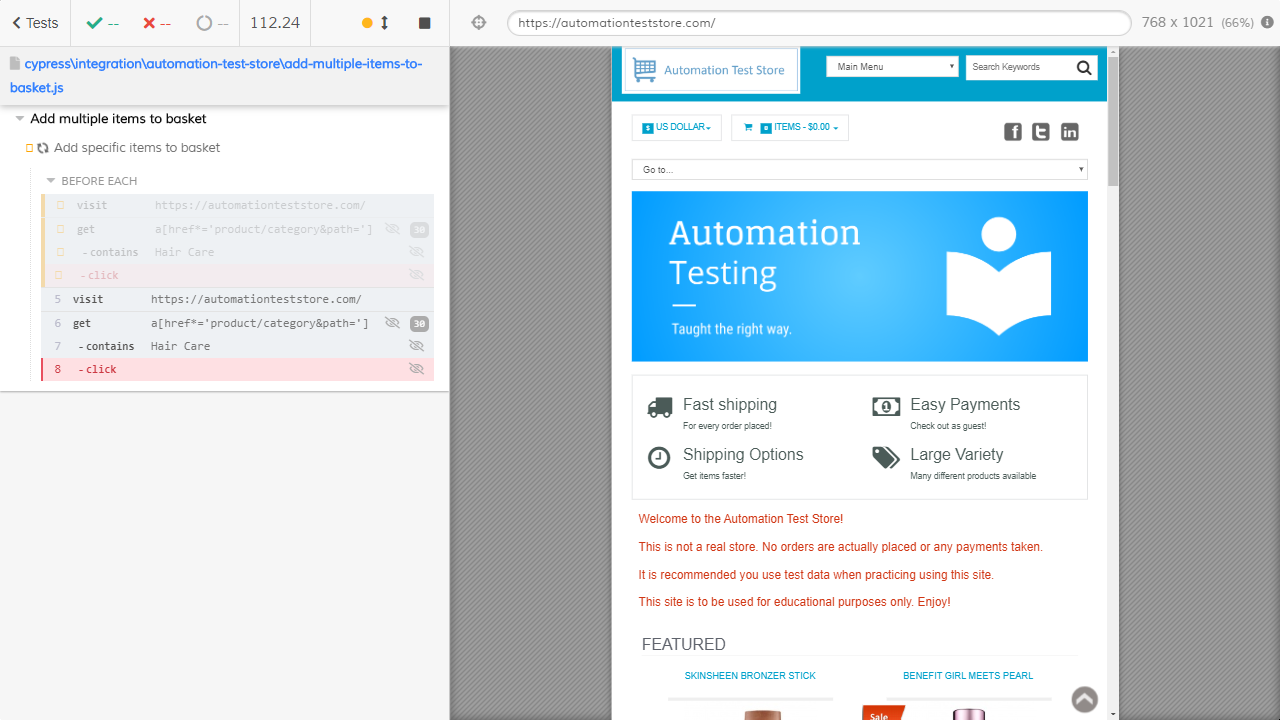 Tests
--
--
--
112.24
https://automationteststore.com/
768 x 1021 (66%)
cypress\integration\automation-test-store\add-multiple-items-to-
basket.js
Add multiple items to basket
Add specific items to basket
BEFORE EACH
visit https://automationteststore.com/
get a[href*='product/category&path='] 30
-contains Hair Care
-click
5 visit https://automationteststore.com/
6 get a[href*='product/category&path='] 30
7 -contains Hair Care
8 -click
Automation Test Store
Main Menu
Search Keywords
$ US DOLLAR
0 ITEMS - $0.00
Go to...
Automation
Testing
Taught the right way.
Fast shipping
For every order placed!
Easy Payments
Check out as guest!
Shipping Options
Get items faster!
Large Variety
Many different products available
Welcome to the Automation Test Store!
This is not a real store. No orders are actually placed or any payments taken.
It is recommended you use test data when practicing using this site.
This site is to be used for educational purposes only. Enjoy!
FEATURED
SKINSHEEN BRONZER STICK
BENEFIT GIRL MEETS PEARL
Sale